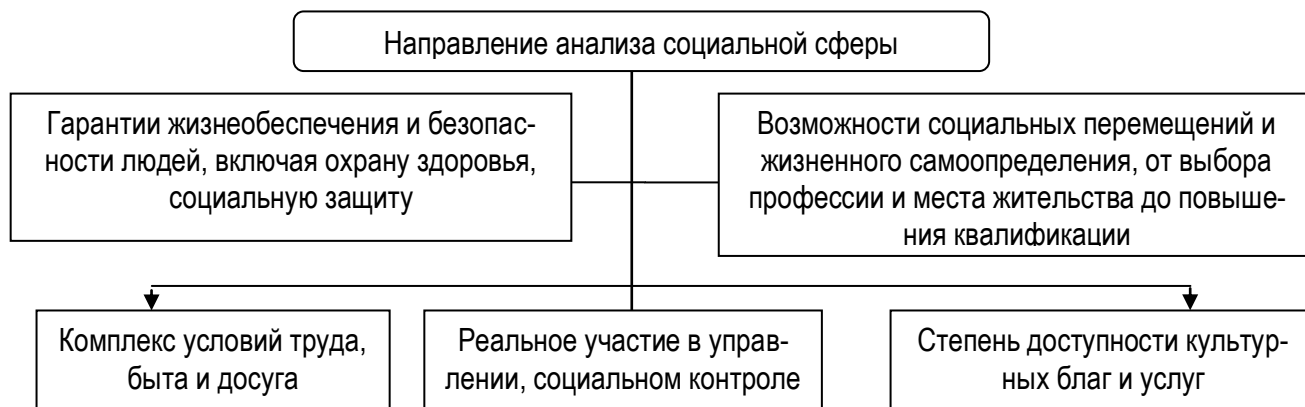 Направление анализа социальной сферы
Гарантии жизнеобеспечения и безопас-
ности людей, включая охрану здоровья,
социальную защиту
Возможности социальных перемещений и
жизненного самоопределения, от выбора
профессии и места жительства до повыше-
ния квалификации
Комплекс условий труда,
быта и досуга
Реальное участие в управ-
лении, социальном контроле
Степень доступности культур-
ных благ и услуг